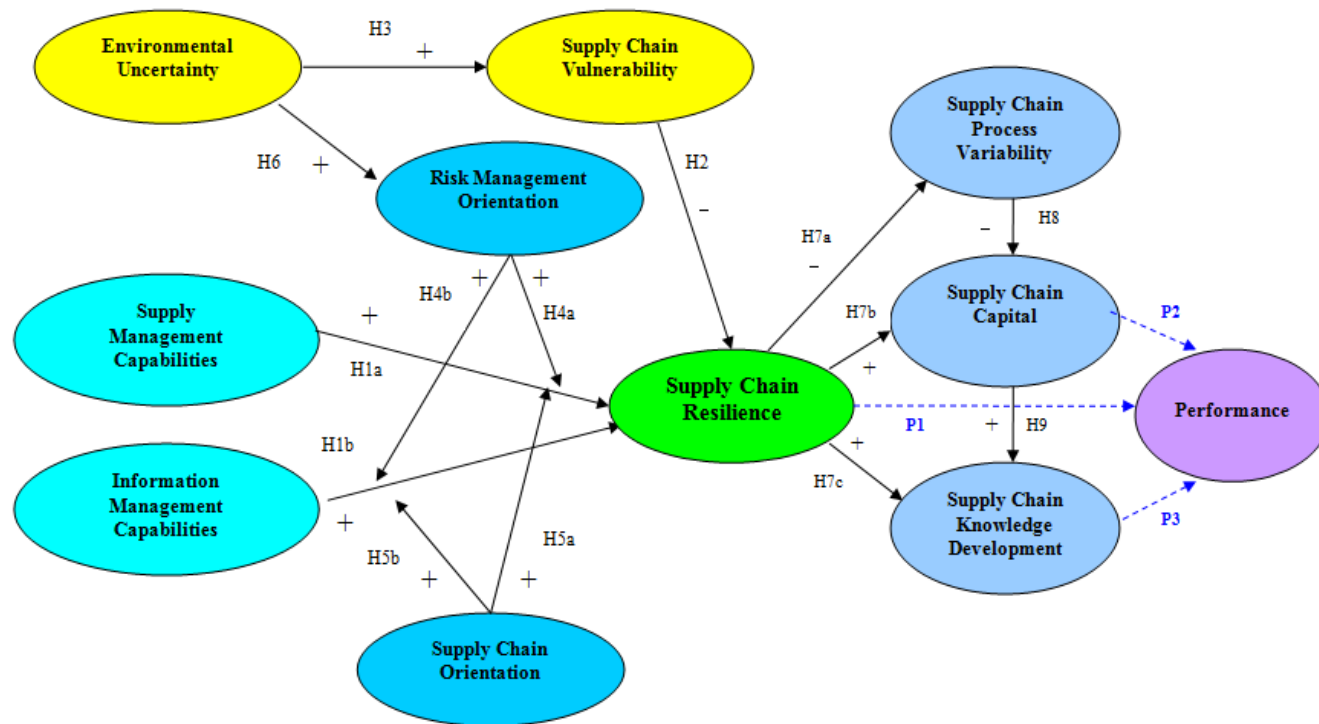 Environmental
Uncertainty
H3
+
Supply Chain
Vulnerability
Supply Chain
Process
Variability
H6
+
Risk Management
Orientation
H2
-
H7a
-
H8
-
Supply
Management
Capabilities
+
H1a
+
H4b
+
H4a
Supply Chain
Capital
H7b
+
P2
Supply Chain
Resilience
P1
Performance
Information
Management
Capabilities
H1b
+
+
H7c
+
H9
Supply Chain
Knowledge
Development
P3
H5b
+
H5a
+
Supply Chain
Orientation